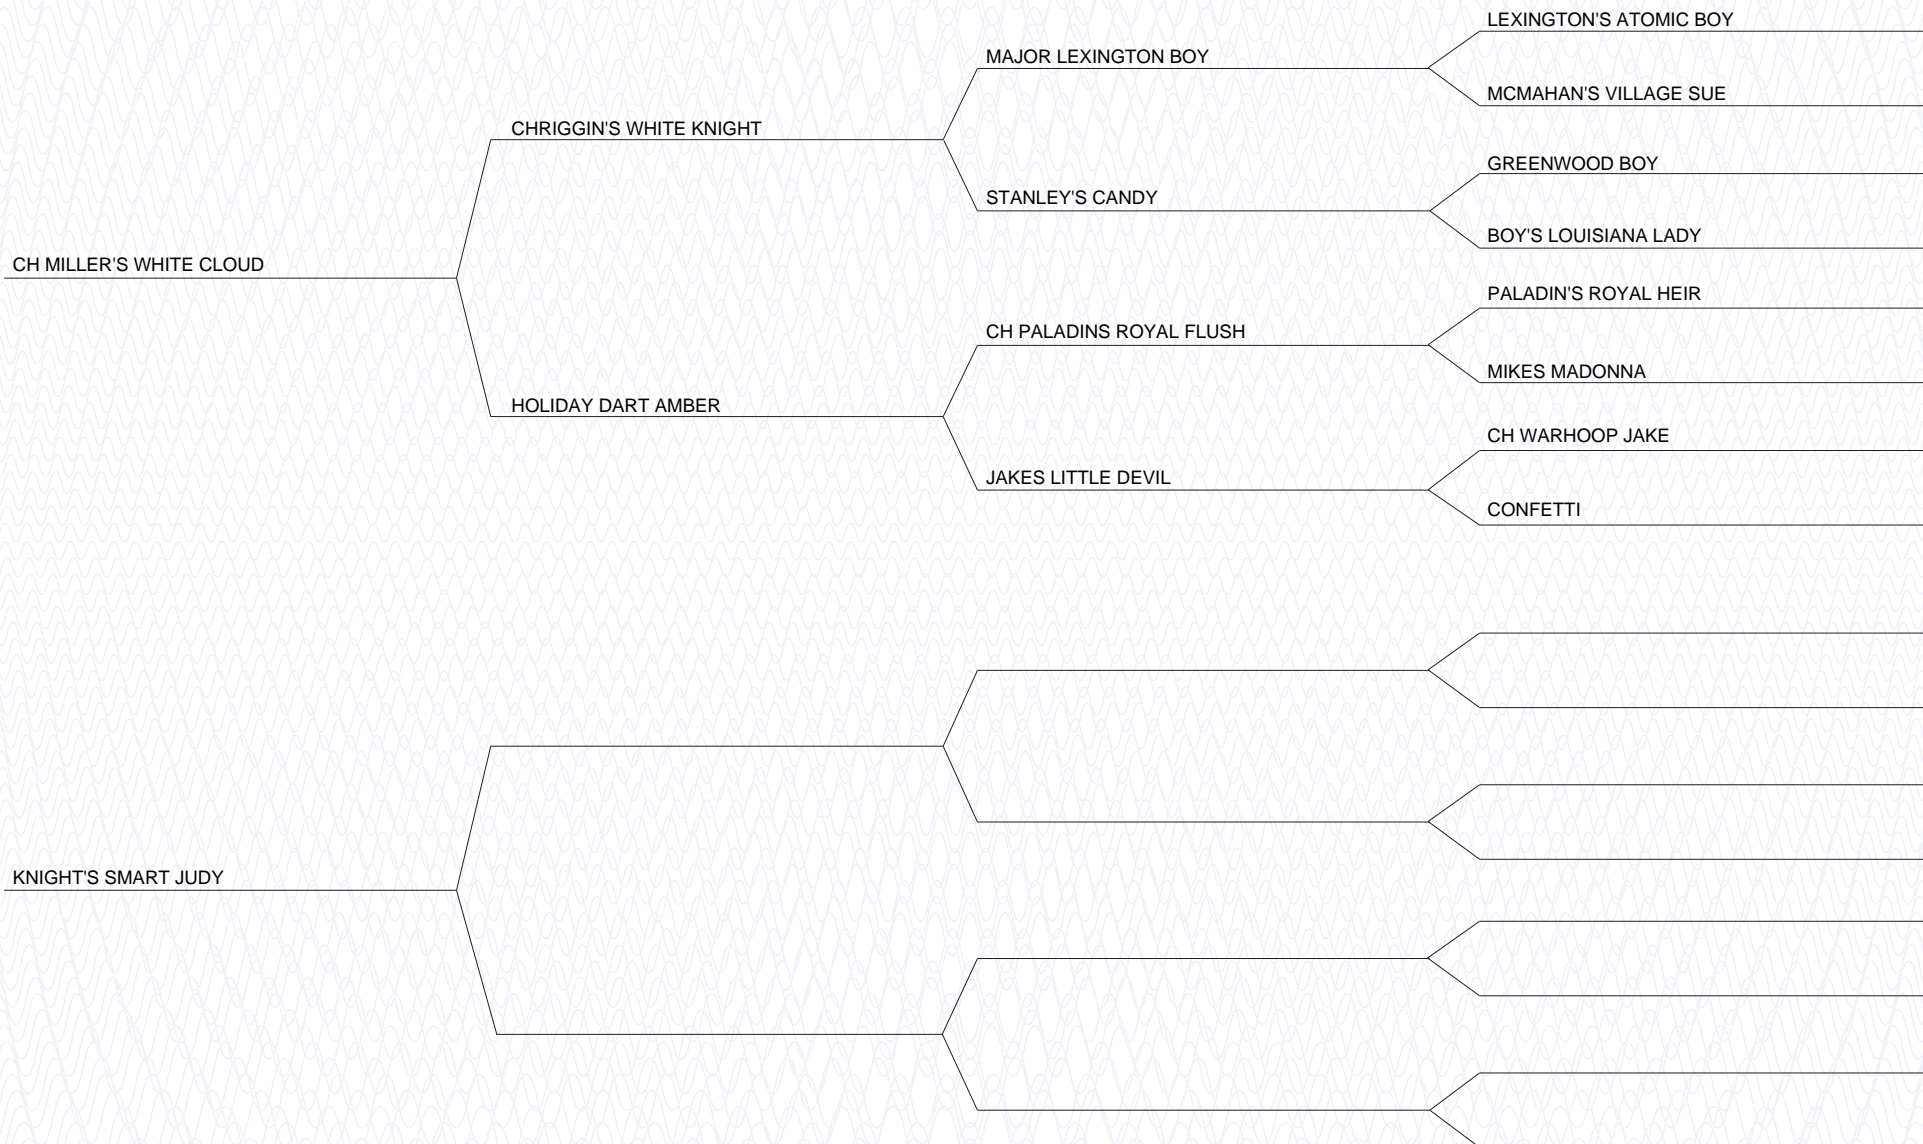 LEXINGTON'S ATOMIC BOY
MAJOR LEXINGTON BOY
MCMAHAN'S VILLAGE SUE
CHRIGGIN'S WHITE KNIGHT
GREENWOOD BOY
STANLEY'S CANDY
BOY'S LOUISIANA LADY
CH MILLER'S WHITE CLOUD
PALADIN'S ROYAL HEIR
CH PALADINS ROYAL FLUSH
MIKES MADONNA
HOLIDAY DART AMBER
CH WARHOOP JAKE
JAKES LITTLE DEVIL
CONFETTI
KNIGHT'S SMART JUDY